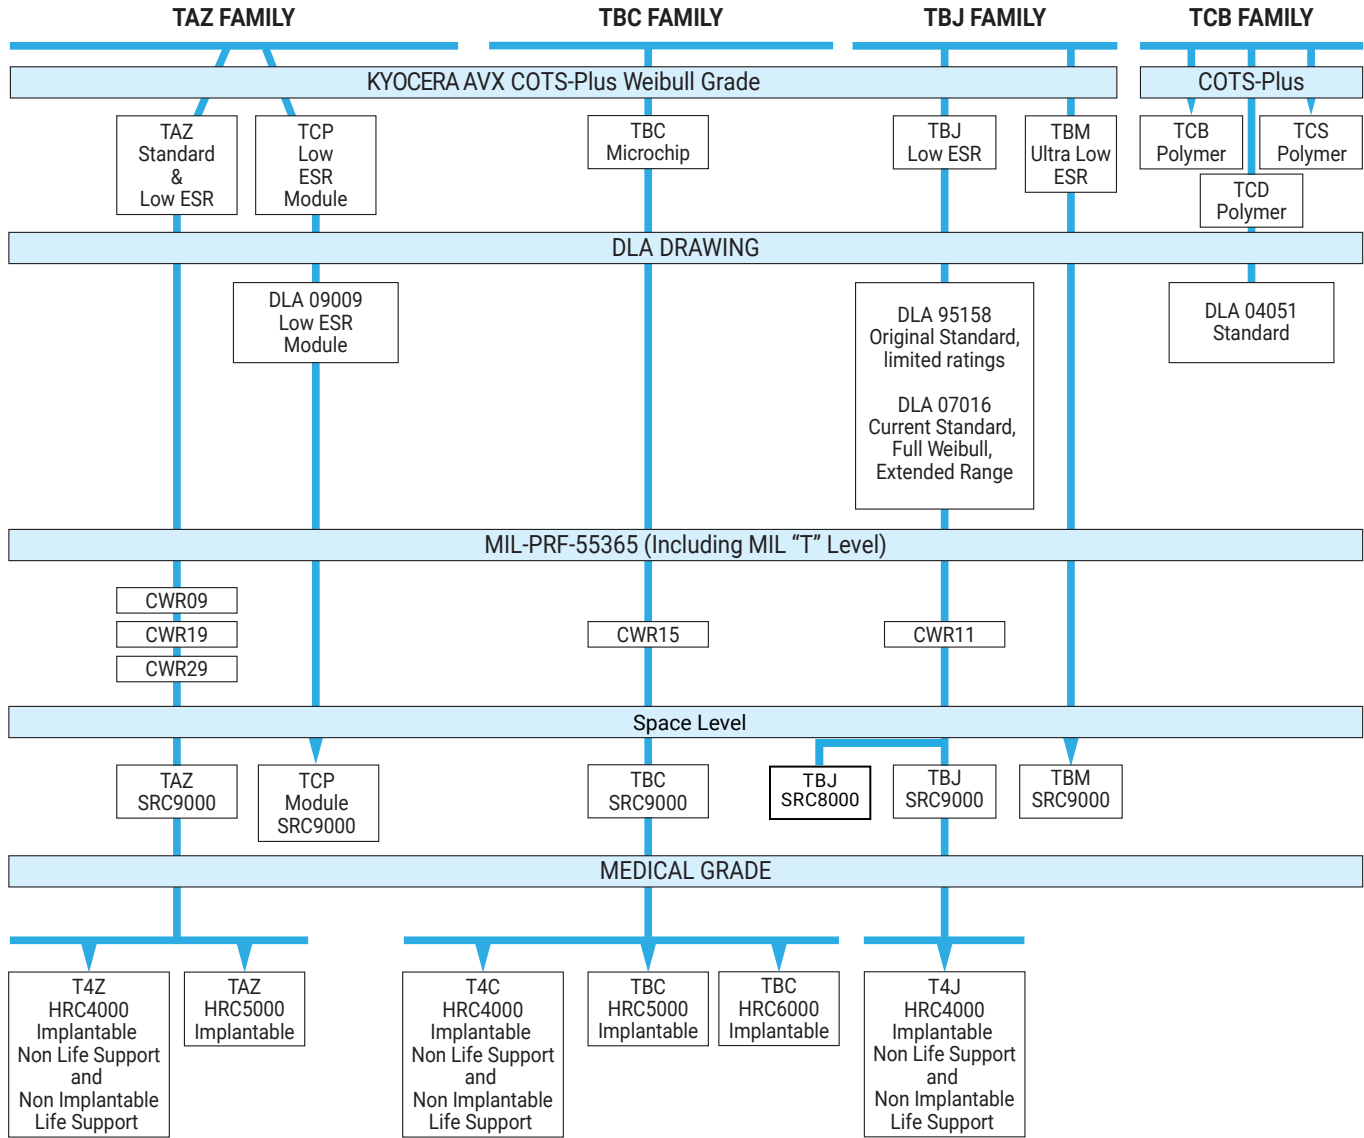 TAZ FAMILY
TBC FAMILY
TBJ FAMILY
TCB FAMILY
KYOCERA AVX COTS-Plus Weibull Grade
COTS-Plus
TAZ
Standard
&
Low ESR
TCP
Low
ESR
Module
TBC
Microchip
TBJ
Low ESR
TBM
Ultra Low
ESR
TCB
Polymer
TCS
Polymer
TCD
Polymer
DLA DRAWING
DLA 09009
Low ESR
Module
DLA 95158
Original Standard,
limited ratings
DLA 07016
Current Standard,
Full Weibull,
Extended Range
DLA 04051
Standard
MIL-PRF-55365 (Including MIL “T” Level)
CWR09
CWR19
CWR29
CWR15
CWR11
Space Level
TAZ
SRC9000
TCP
Module
SRC9000
TBC
SRC9000
TBJ
SRC8000
TBJ
SRC9000
TBM
SRC9000
MEDICAL GRADE
T4Z
HRC4000
Implantable
Non Life Support
and
Non Implantable
Life Support
TAZ
HRC5000
Implantable
T4C
HRC4000
Implantable
Non Life Support
and
Non Implantable
Life Support
TBC
HRC5000
Implantable
TBC
HRC6000
Implantable
T4J
HRC4000
Implantable
Non Life Support
and
Non Implantable
Life Support